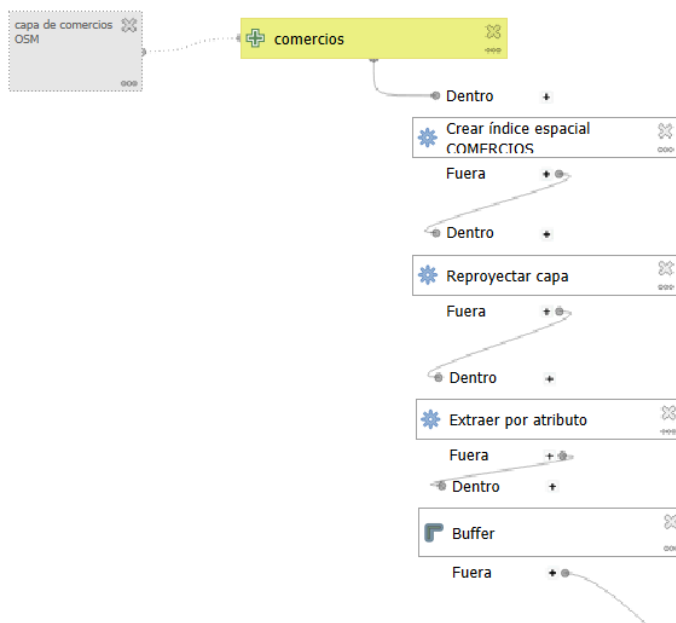 capa de comercios
OSM
comercios
Dentro
Crear índice espacial
COMERCIOS
Fuera
Dentro
Reproyectar capa
Fuera
Dentro
Extraer por atributo
Fuera
Dentro
Buffer
Fuera